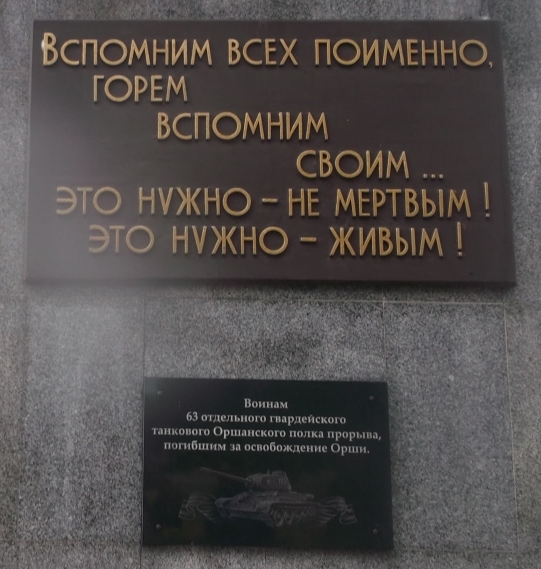 Вспомним всех поименно,
горем
вспомним
своим ...
это нужно – не мертвым !
это нужно – живым !
Воинам
63 отдельного гвардейского
танкового Оршанского полка прорыва,
погибшим за освобождение Орши.